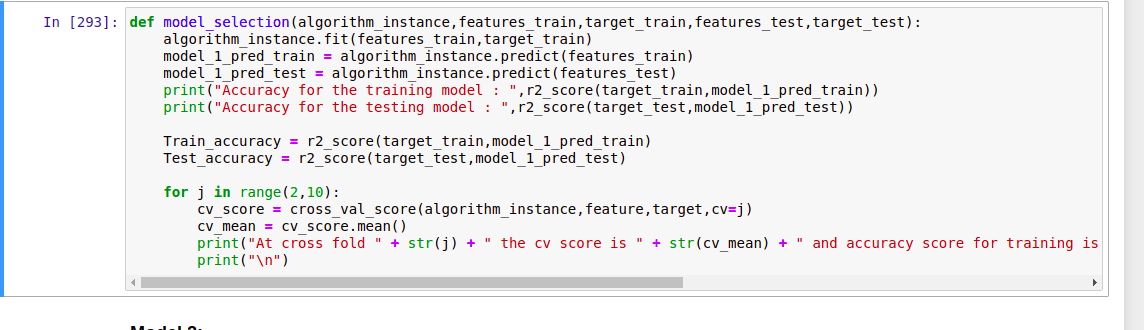 In [293]: def model_selection(algorithm_instance,features_train,target_train,features_test,target_test):
algorithm_instance.fit(features_train,target_train)
model_1_pred_train = algorithm_instance.predict(features_train)
model_1_pred_test = algorithm_instance.predict(features_test)
print("Accuracy for the training model : ",r2_score(target_train,model_1_pred_train))
print("Accuracy for the testing model : ",r2_score(target_test,model_1_pred_test))
Train_accuracy = r2_score(target_train,model_1_pred_train)
Test_accuracy = r2_score(target_test,model_1_pred_test)
for j in range(2,10):
cv_score = cross_val_score(algorithm_instance,feature,target,cv=j)
cv_mean = cv_score.mean()
print("At cross fold " + str(j) + " the cv score is " + str(cv_mean) + " and accuracy score for training is
print("\n")